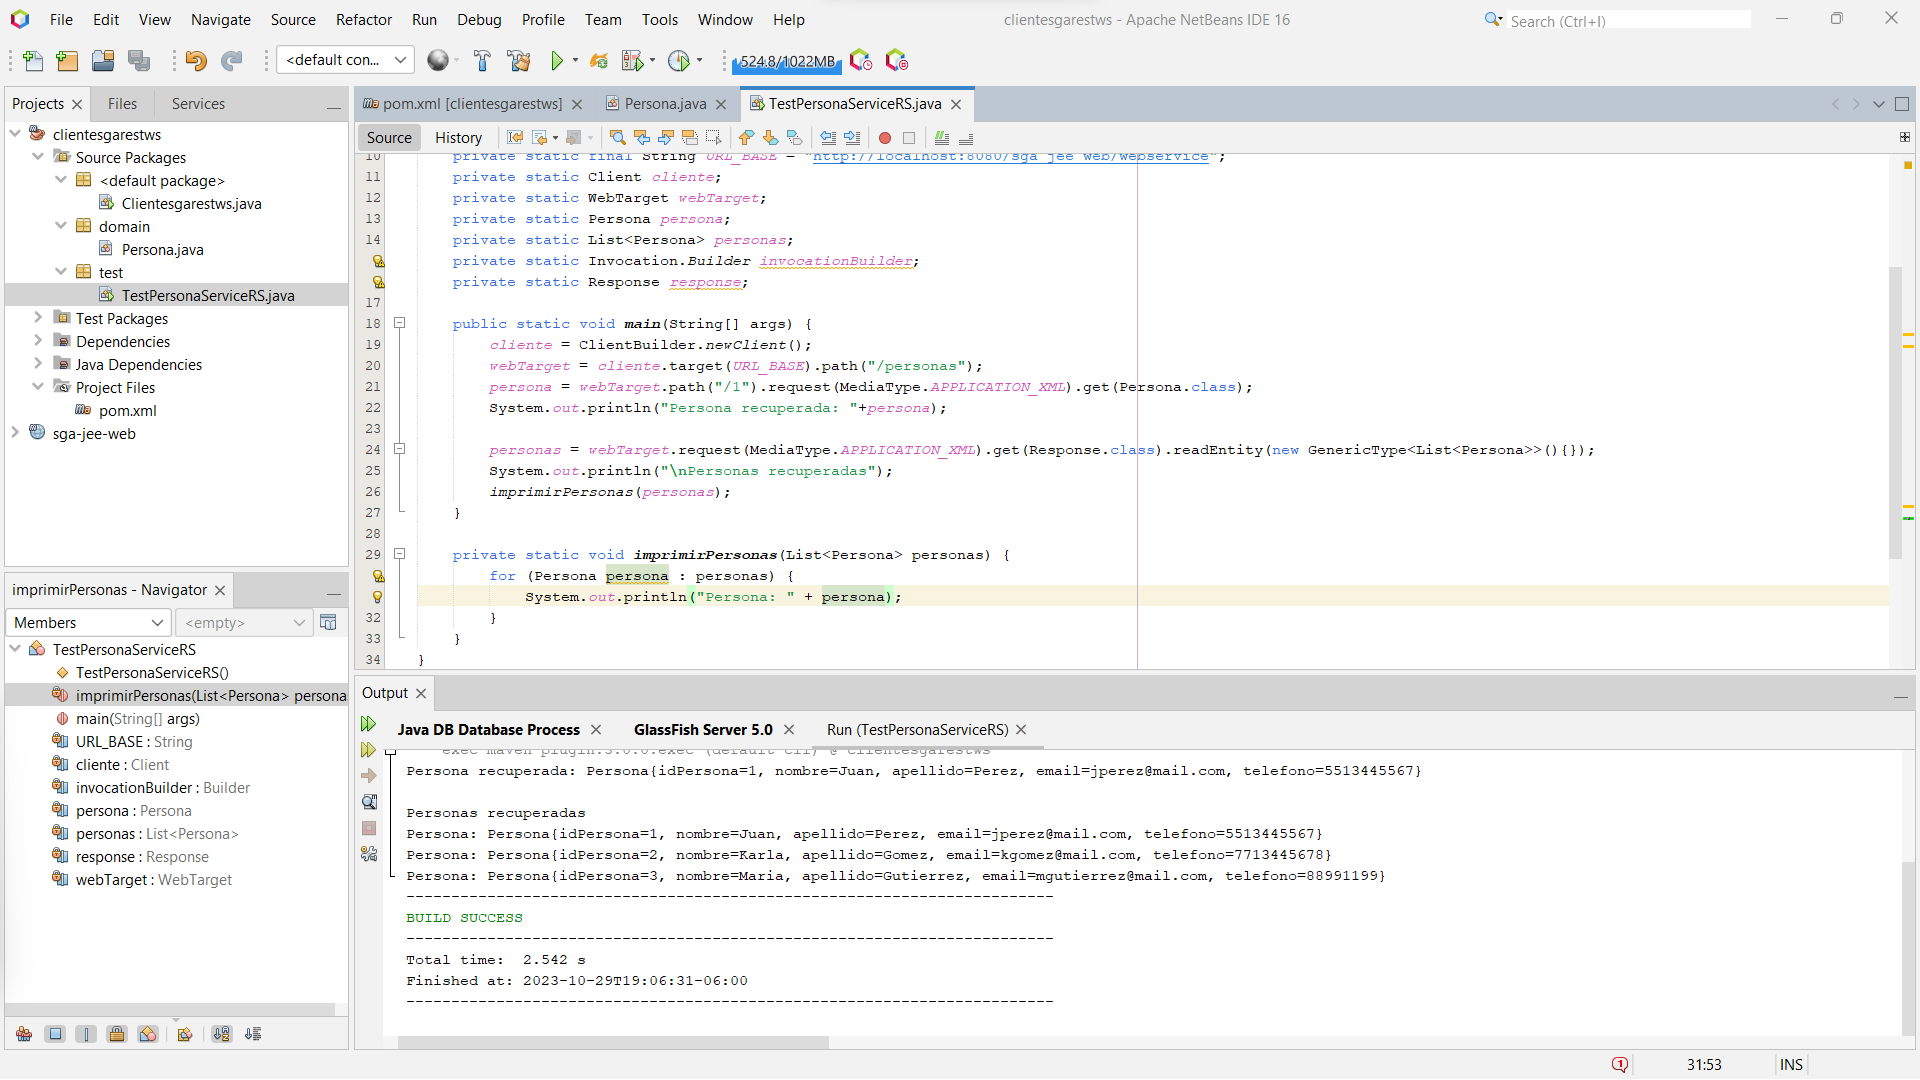 File Edit View Navigate Source Refactor Run Debug Profile Team Tools Window Help
clientesgarestws - Apache NetBeans IDE 16
Search (Ctrl+I)
<default con...
524.8/1022MB
Projects Files Services
clientesgarestws
Source Packages
<default package>
Clientesgarestws.java
domain
Persona.java
test
TestPersonaServiceRS.java
Test Packages
Dependencies
Java Dependencies
Project Files
pom.xml
sga-jee-web
imprimirPersonas - Navigator
Members
<empty>
TestPersonaServiceRS
TestPersonaServiceRS()
imprimirPersonas(List<Persona> persona
main(String[] args)
URL_BASE : String
cliente : Client
invocationBuilder : Builder
persona : Persona
personas : List<Persona>
response : Response
webTarget : WebTarget
pom.xml [clientesgarestws] Persona.java TestPersonaServiceRS.java
Source History
10 private static final String URL_BASE = "http://localhost:8080/sga-jee-web/webservice";
11 private static Client cliente;
12 private static WebTarget webTarget;
13 private static Persona persona;
14 private static List<Persona> personas;
private static Invocation.Builder invocationBuilder;
private static Response response;
17
18 public static void main(String[] args) {
19 cliente = ClientBuilder.newClient();
20 webTarget = cliente.target(URL_BASE).path("/personas");
21 persona = webTarget.path("/1").request(MediaType.APPLICATION_XML).get(Persona.class);
22 System.out.println("Persona recuperada: "+persona);
23
24 personas = webTarget.request(MediaType.APPLICATION_XML).get(Response.class).readEntity(new GenericType<List<Persona>>(){});
25 System.out.println("\nPersonas recuperadas");
26 imprimirPersonas(personas);
27 }
28
29 private static void imprimirPersonas(List<Persona> personas) {
for (Persona persona : personas) {
System.out.println("Persona: " + persona);
32 }
33 }
34 }
Output
Java DB Database Process GlassFish Server 5.0 Run (TestPersonaServiceRS)
exec-maven-plugin:3.0.0:exec (default-cli) @ clientesgarestws
Persona recuperada: Persona{idPersona=1, nombre=Juan, apellido=Perez, email=jperez@mail.com, telefono=5513445567}
Personas recuperadas
Persona: Persona{idPersona=1, nombre=Juan, apellido=Perez, email=jperez@mail.com, telefono=5513445567}
Persona: Persona{idPersona=2, nombre=Karla, apellido=Gomez, email=kgomez@mail.com, telefono=7713445678}
Persona: Persona{idPersona=3, nombre=Maria, apellido=Gutierrez, email=mgutierrez@mail.com, telefono=88991199}
------------------------------------------------------------------------
BUILD SUCCESS
------------------------------------------------------------------------
Total time:  2.542 s
Finished at: 2023-10-29T19:06:31-06:00
------------------------------------------------------------------------
1
31:53
INS